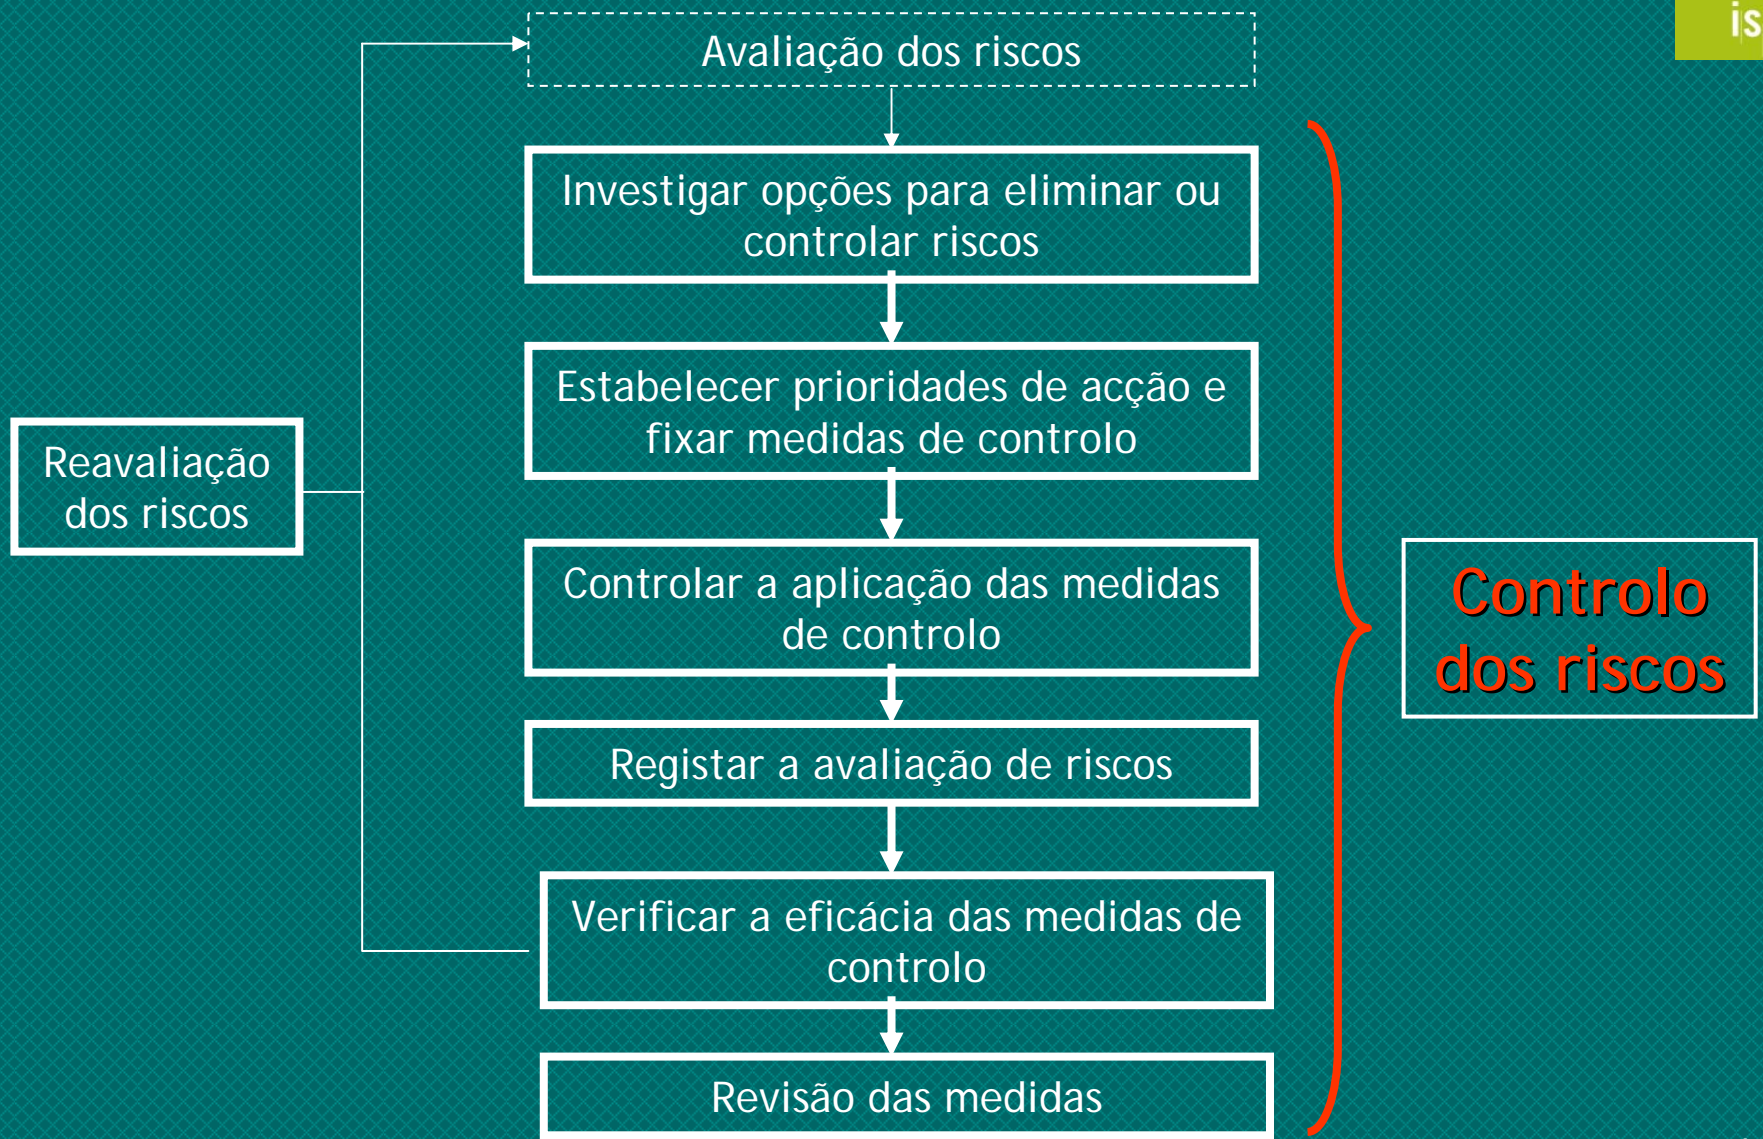 is
Avaliação dos riscos
Investigar opções para eliminar ou
controlar riscos
Estabelecer prioridades de acção e
fixar medidas de controlo
Reavaliação
dos riscos
Controlar a aplicação das medidas
de controlo
Controlo
dos riscos
Registar a avaliação de riscos
Verificar a eficácia das medidas de
controlo
Revisão das medidas